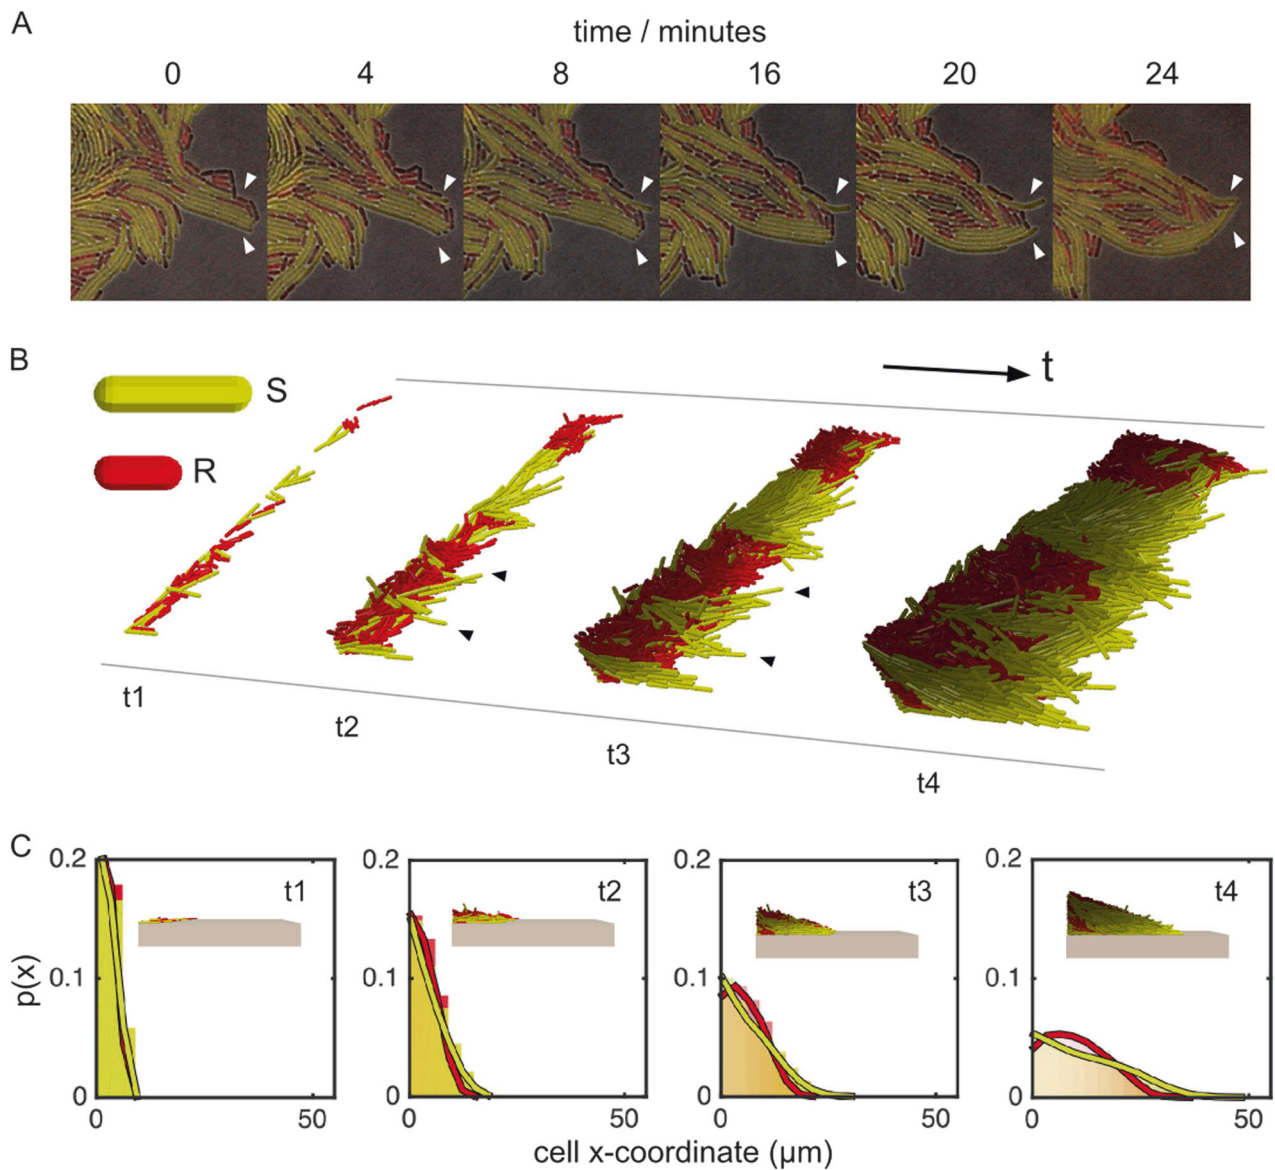 A
time / minutes
0 4 8 16 20 24
B
t
S
R
t1
t2
t3
t4
C
0.2 0.2 0.2 0.2
t1 t2 t3 t4
p(x)
0.1 0.1 0.1 0.1
0 0 0 0
0 50 0 50 0 50 0 50
cell x-coordinate (μm)